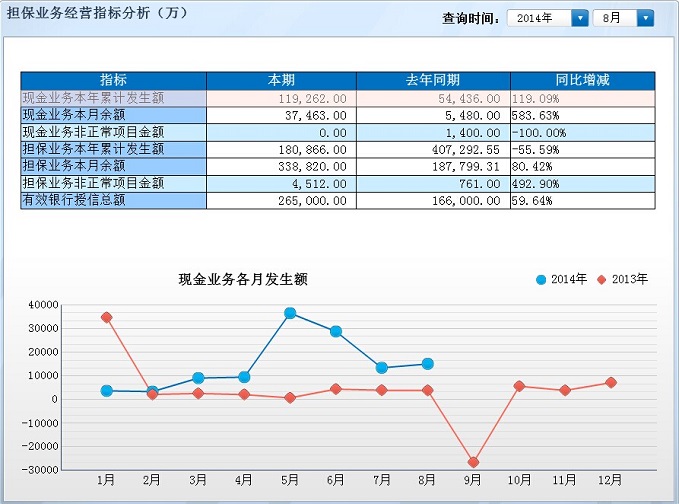 担保业务经营指标分析（万）
查询时间： 2014年 8月
指标 本期 去年同期 同比增减
现金业务本年累计发生额 119,262.00 54,436.00 119.09%
现金业务本月余额 37,463.00 5,480.00 583.63%
现金业务非正常项目金额 0.00 1,400.00 -100.00%
担保业务本年累计发生额 180,866.00 407,292.55 -55.59%
担保业务本月余额 338,820.00 187,799.31 80.42%
担保业务非正常项目金额 4,512.00 761.00 492.90%
有效银行授信总额 265,000.00 166,000.00 59.64%
现金业务各月发生额
2014年 2013年
40000
30000
20000
10000
0
-10000
-20000
-30000
1月 2月 3月 4月 5月 6月 7月 8月 9月 10月 11月 12月